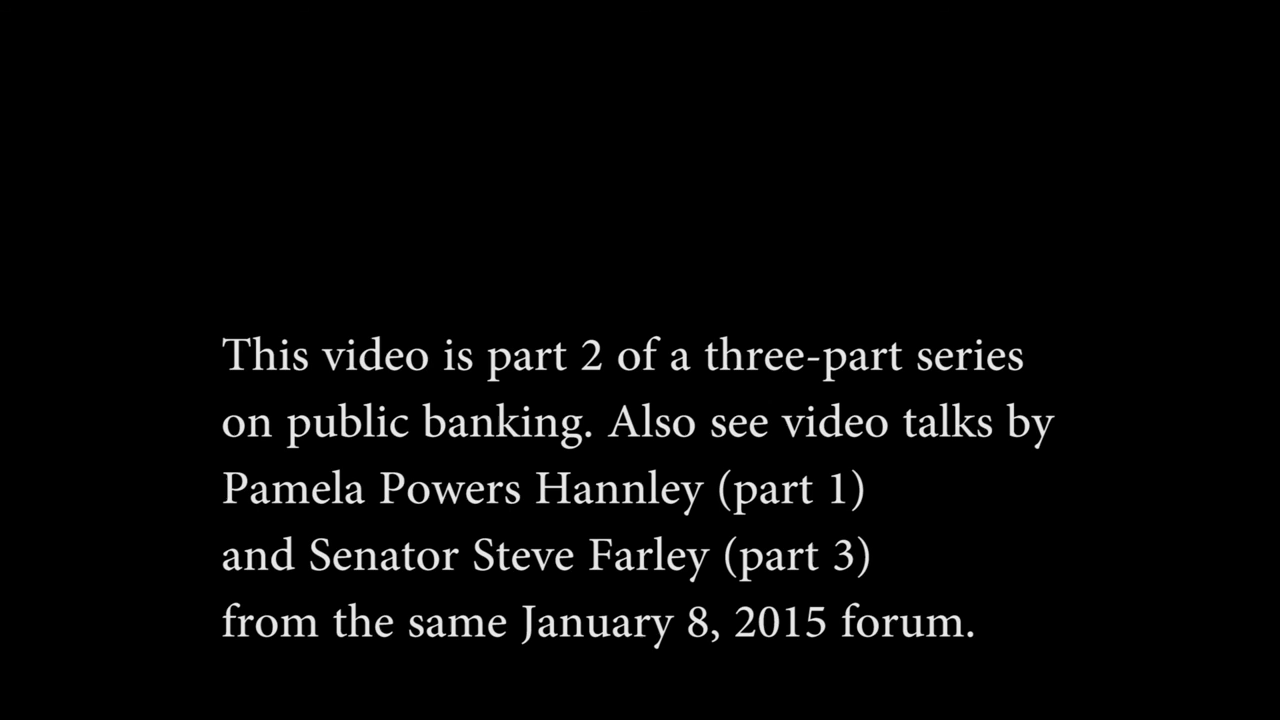 This video is part 2 of a three-part series
on public banking. Also see video talks by
Pamela Powers Hannley (part 1)
and Senator Steve Farley (part 3)
from the same January 8, 2015 forum.